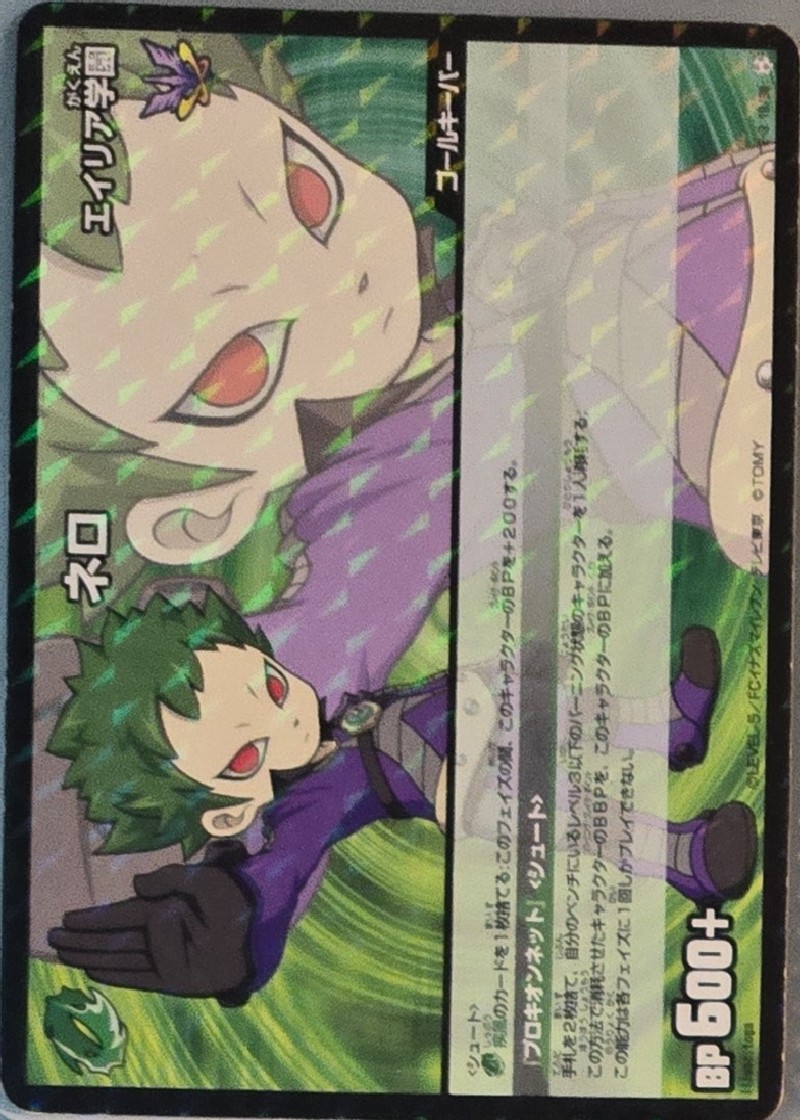 ネロ
がくえん
エイリア学園
ゴールキーパー
〈シュート〉
疾風のカードを1枚捨てる:このフェイズの間、このキャラクターのBPを+200する。
「プロキオンネット」〈シュート〉
手札を2枚捨て、自分のベンチにいるレベル3以下のバーニング状態のキャラクターを1人消耗する:
この方法で消耗させたキャラクターのBBPを、このキャラクターのBPに加える。
この能力は各フェイズに1回しかプレイできない。
BP 600+
©LEVEL-5/FCイナズマイレブン・テレビ東京 ©TOMY